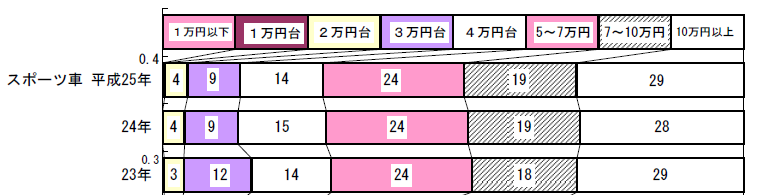 １万円以下 １万円台 ２万円台 ３万円台 ４万円台 5～7万円 7～10万円 10万円以上
0.4
スポーツ車 平成25年 4 9 14 24 19 29
24年 4 9 15 24 19 28
0.3
23年 3 12 14 24 18 29